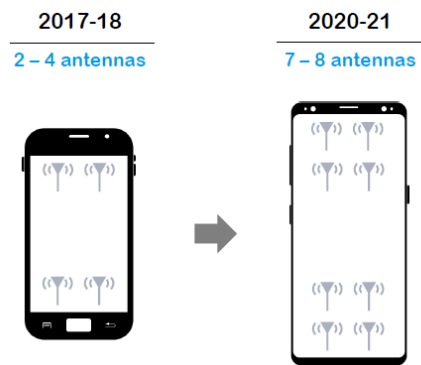 2017-18
2 – 4 antennas
2020-21
7 – 8 antennas